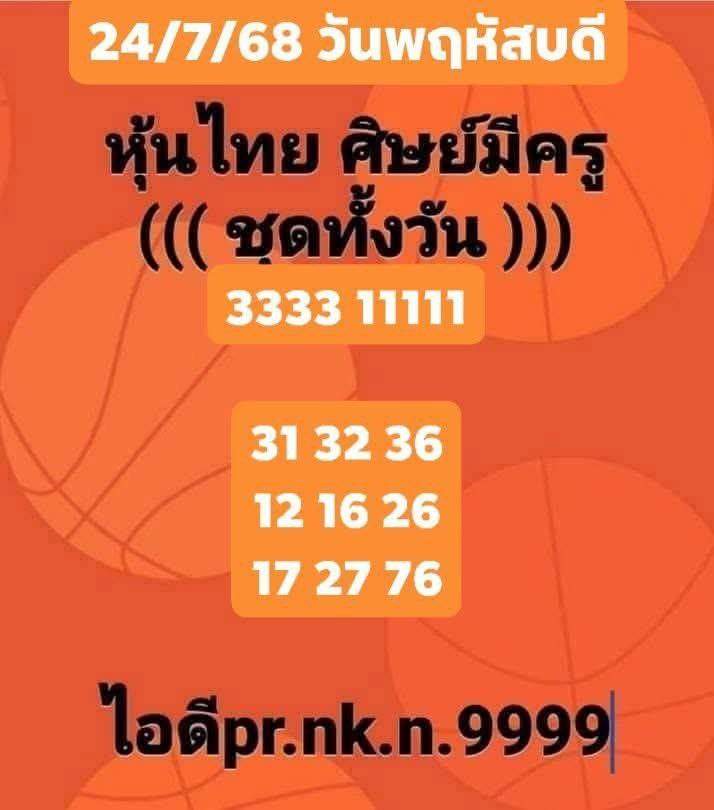 24/7/68 วันพฤหัสบดี
หุ้นไทย ศิษย์มีครู
((( ชุดทั้งวัน )))
3333 11111
31 32 36
12 16 26
17 27 76
ไอดีpr.nk.n.9999